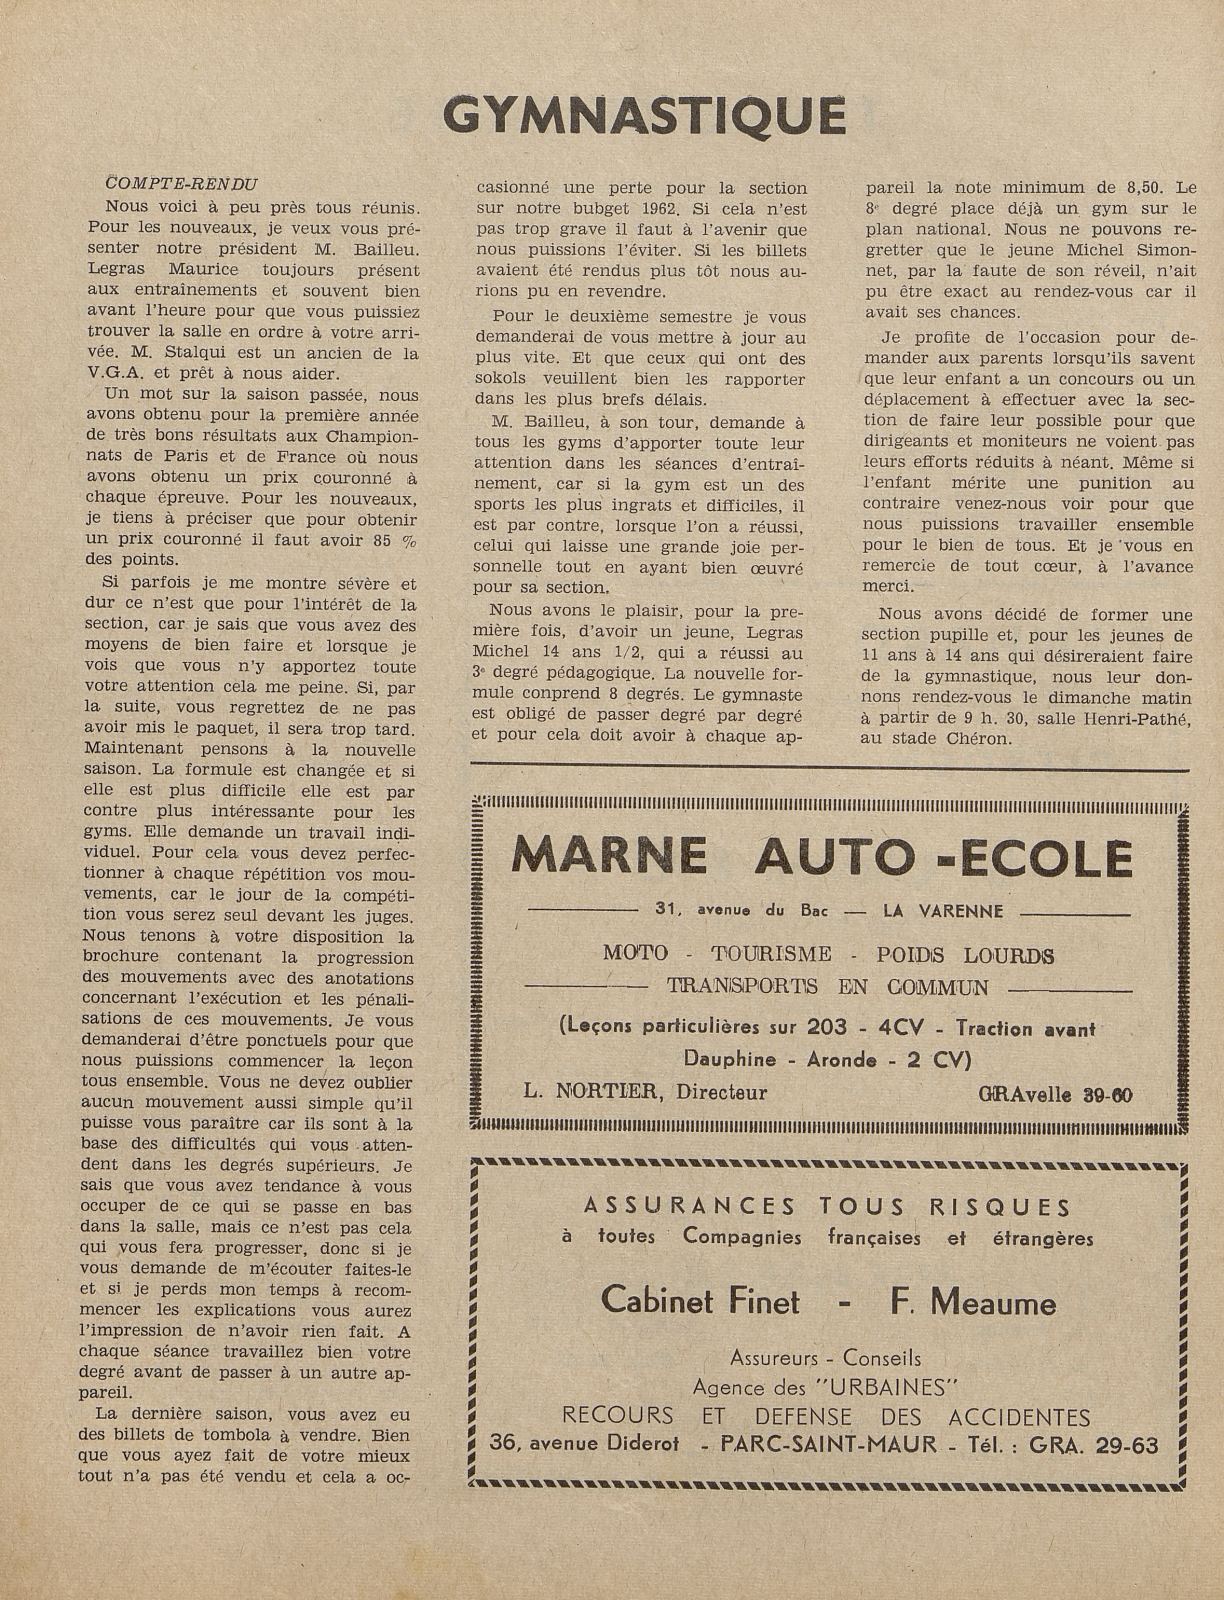 GYMNASTIQUE
COMPTE-RENDU
Nous voici à peu près tous réunis.
Pour les nouveaux, je veux vous pré-
senter notre président M. Bailleu.
Legras Maurice toujours présent
aux entraînements et souvent bien
avant l'heure pour que vous puissiez
trouver la salle en ordre à votre arri-
vée. M. Stalqui est un ancien de la
V.G.A. et prêt à nous aider.
Un mot sur la saison passée, nous
avons obtenu pour la première année
de très bons résultats aux Champion-
nats de Paris et de France où nous
avons obtenu un prix couronné à
chaque épreuve. Pour les nouveaux,
je tiens à préciser que pour obtenir
un prix couronné il faut avoir 85 %
des points.
Si parfois je me montre sévère et
dur ce n'est que pour l'intérêt de la
section, car je sais que vous avez des
moyens de bien faire et lorsque je
vois que vous n'y apportez toute
votre attention cela me peine. Si, par
la suite, vous regrettez de ne pas
avoir mis le paquet, il sera trop tard.
Maintenant pensons à la nouvelle
saison. La formule est changée et si
elle est plus difficile elle est par
contre plus intéressante pour les
gyms. Elle demande un travail indi-
viduel. Pour cela vous devez perfec-
tionner à chaque répétition vos mou-
vements, car le jour de la compéti-
tion vous serez seul devant les juges.
Nous tenons à votre disposition la
brochure contenant la progression
des mouvements avec des anotations
concernant l'exécution et les pénali-
sations de ces mouvements. Je vous
demanderai d'être ponctuels pour que
nous puissions commencer la leçon
tous ensemble. Vous ne devez oublier
aucun mouvement aussi simple qu'il
puisse vous paraître car ils sont à la
base des difficultés qui vous atten-
dent dans les degrés supérieurs. Je
sais que vous avez tendance à vous
occuper de ce qui se passe en bas
dans la salle, mais ce n'est pas cela
qui vous fera progresser, donc si je
vous demande de m'écouter faites-le
et si je perds mon temps à recom-
mencer les explications vous aurez
l'impression de n'avoir rien fait. A
chaque séance travaillez bien votre
degré avant de passer à un autre ap-
pareil.
La dernière saison, vous avez eu
des billets de tombola à vendre. Bien
que vous ayez fait de votre mieux
tout n'a pas été vendu et cela a oc-
casionné une perte pour la section
sur notre bubget 1962. Si cela n'est
pas trop grave il faut à l'avenir que
nous puissions l'éviter. Si les billets
avaient été rendus plus tôt nous au-
rions pu en revendre.
Pour le deuxième semestre je vous
demanderai de vous mettre à jour au
plus vite. Et que ceux qui ont des
sokols veuillent bien les rapporter
dans les plus brefs délais.
M. Bailleu, à son tour, demande à
tous les gyms d'apporter toute leur
attention dans les séances d'entraî-
nement, car si la gym est un des
sports les plus ingrats et difficiles, il
est par contre, lorsque l'on a réussi,
celui qui laisse une grande joie per-
sonnelle tout en ayant bien œuvré
pour sa section.
Nous avons le plaisir, pour la pre-
mière fois, d'avoir un jeune, Legras
Michel 14 ans 1/2, qui a réussi au
3e degré pédagogique. La nouvelle for-
mule conprend 8 degrés. Le gymnaste
est obligé de passer degré par degré
et pour cela doit avoir à chaque ap-
pareil la note minimum de 8,50. Le
8e degré place déjà un gym sur le
plan national. Nous ne pouvons re-
gretter que le jeune Michel Simon-
net, par la faute de son réveil, n'ait
pu être exact au rendez-vous car il
avait ses chances.
Je profite de l'occasion pour de-
mander aux parents lorsqu'ils savent
que leur enfant a un concours ou un
déplacement à effectuer avec la sec-
tion de faire leur possible pour que
dirigeants et moniteurs ne voient pas
leurs efforts réduits à néant. Même si
l'enfant mérite une punition au
contraire venez-nous voir pour que
nous puissions travailler ensemble
pour le bien de tous. Et je vous en
remercie de tout cœur, à l'avance
merci.
Nous avons décidé de former une
section pupille et, pour les jeunes de
11 ans à 14 ans qui désireraient faire
de la gymnastique, nous leur don-
nons rendez-vous le dimanche matin
à partir de 9 h. 30, salle Henri-Pathé,
au stade Chéron.
MARNE AUTO-ECOLE
31, avenue du Bac — LA VARENNE
MOTO - TOURISME - POIDS LOURDS
TRANSPORTS EN COMMUN
(Leçons particulières sur 203 - 4CV - Traction avant
Dauphine - Aronde - 2 CV)
L. NORTIER, Directeur GRAvelle 39-60
ASSURANCES TOUS RISQUES
à toutes Compagnies françaises et étrangères
Cabinet Finet - F. Meaume
Assureurs - Conseils
Agence des "URBAINES"
RECOURS ET DEFENSE DES ACCIDENTES
36, avenue Diderot - PARC-SAINT-MAUR - Tél. : GRA. 29-63